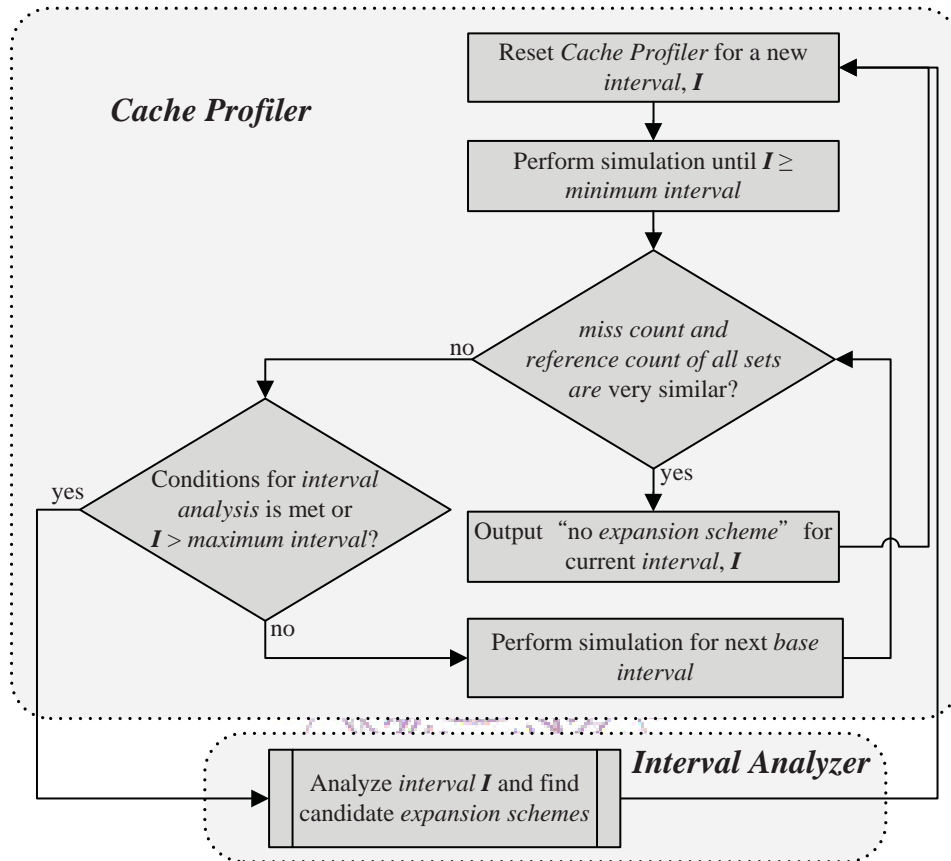 Reset Cache Profiler for a new
interval, I
Cache Profiler
Perform simulation until I ≥
minimum interval
miss count and
reference count of all sets
are very similar?
no
yes
Conditions for interval
analysis is met or
I > maximum interval?
yes
Output “no expansion scheme” for
current interval, I
no
Perform simulation for next base
interval
Interval Analyzer
Analyze interval I and find
candidate expansion schemes